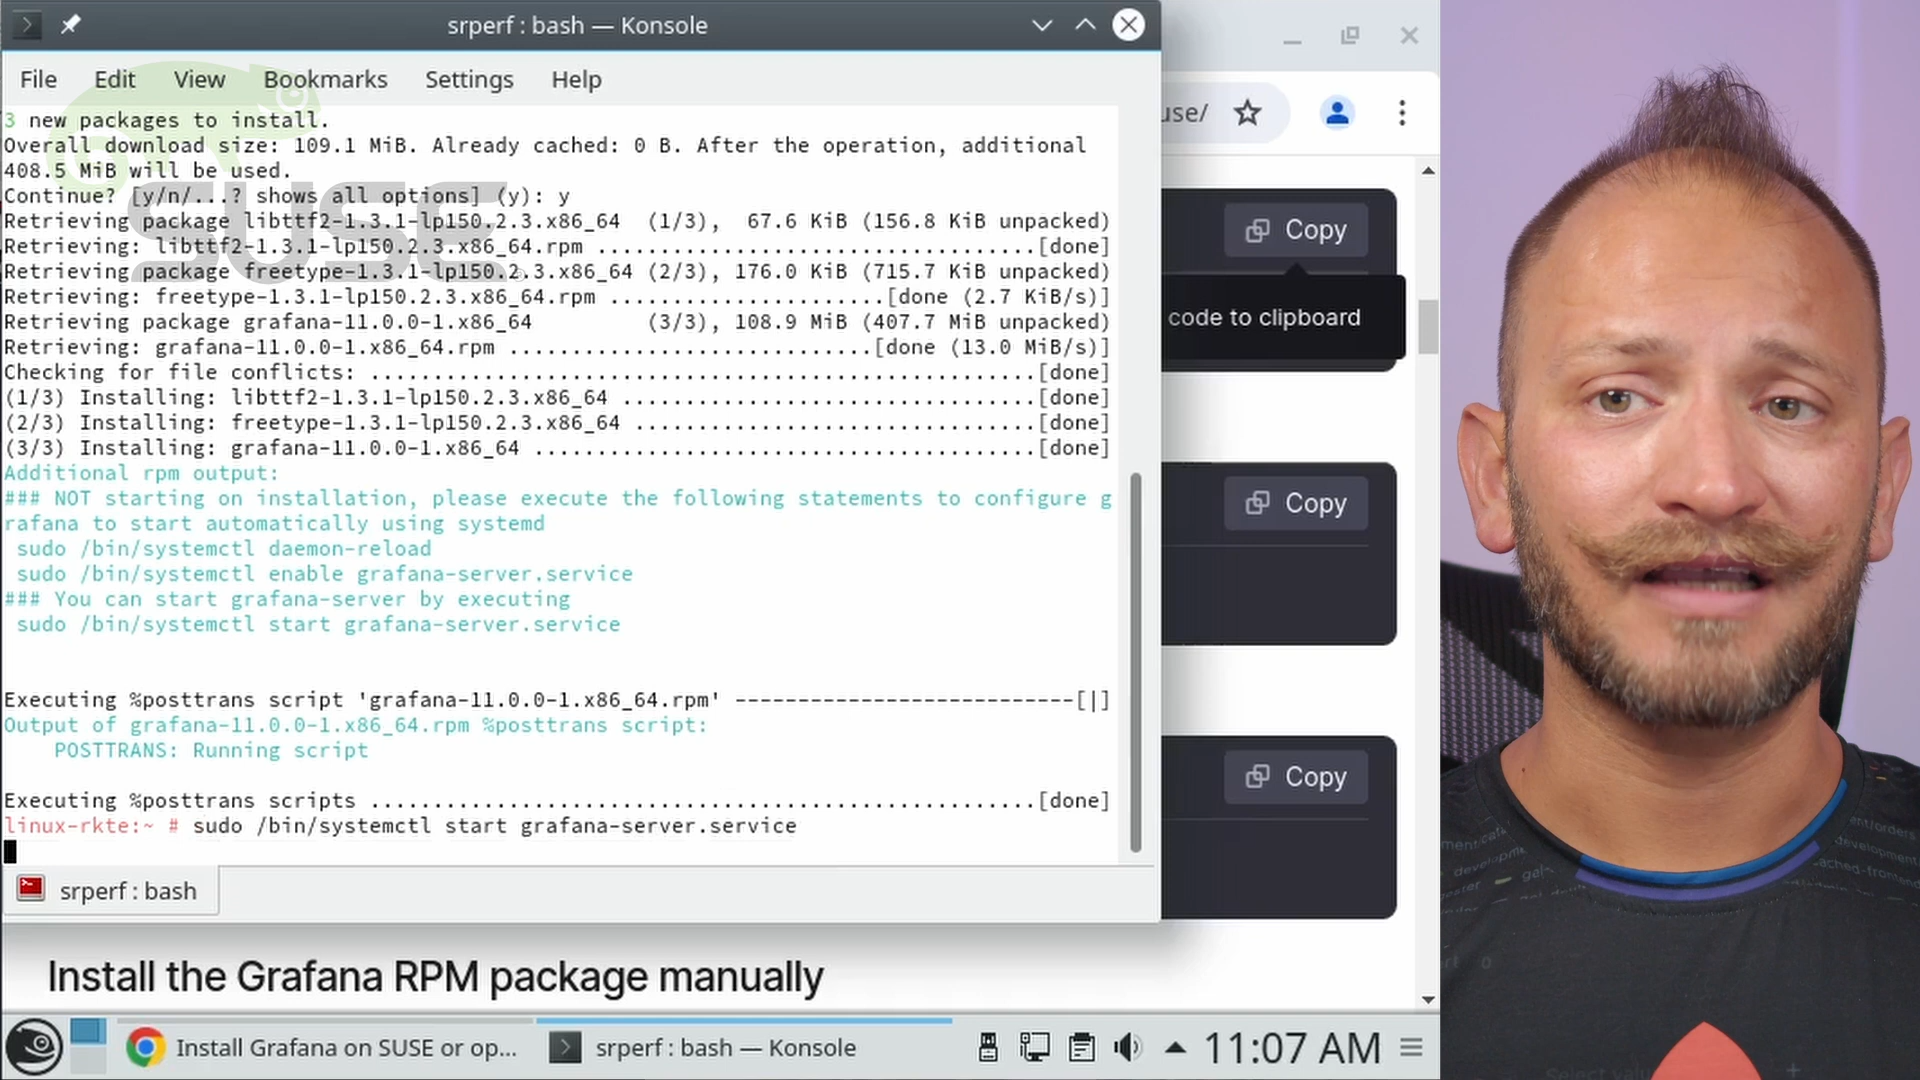 srperf : bash — Konsole
File Edit View Bookmarks Settings Help
3 new packages to install.
Overall download size: 109.1 MiB. Already cached: 0 B. After the operation, additional
408.5 MiB will be used.
Continue? [y/n/...? shows all options] (y): y
Retrieving package libttf2-1.3.1-lp150.2.3.x86_64 (1/3), 67.6 KiB (156.8 KiB unpacked)
Retrieving: libttf2-1.3.1-lp150.2.3.x86_64.rpm ...................................[done]
Retrieving package freetype-1.3.1-lp150.2.3.x86_64 (2/3), 176.0 KiB (715.7 KiB unpacked)
Retrieving: freetype-1.3.1-lp150.2.3.x86_64.rpm ......................[done (2.7 KiB/s)]
Retrieving package grafana-11.0.0-1.x86_64 (3/3), 108.9 MiB (407.7 MiB unpacked)
Retrieving: grafana-11.0.0-1.x86_64.rpm .............................[done (13.0 MiB/s)]
Checking for file conflicts: .....................................................[done]
(1/3) Installing: libttf2-1.3.1-lp150.2.3.x86_64 .................................[done]
(2/3) Installing: freetype-1.3.1-lp150.2.3.x86_64 ................................[done]
(3/3) Installing: grafana-11.0.0-1.x86_64 ........................................[done]
Additional rpm output:
### NOT starting on installation, please execute the following statements to configure g
rafana to start automatically using systemd
sudo /bin/systemctl daemon-reload
sudo /bin/systemctl enable grafana-server.service
### You can start grafana-server by executing
sudo /bin/systemctl start grafana-server.service
Executing %posttrans script 'grafana-11.0.0-1.x86_64.rpm' ---------------------------[|]
Output of grafana-11.0.0-1.x86_64.rpm %posttrans script:
POSTTRANS: Running script
Executing %posttrans scripts .....................................................[done]
linux-rkte:~ # sudo /bin/systemctl start grafana-server.service
srperf : bash
SUSE
use/
Copy
code to clipboard
Copy
Copy
Install the Grafana RPM package manually
Install Grafana on SUSE or op...
srperf : bash — Konsole
11:07 AM